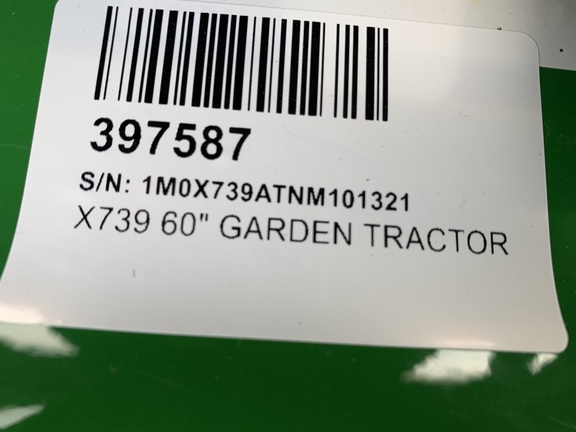 397587
S/N: 1M0X739ATNM101321
X739 60" GARDEN TRACTOR